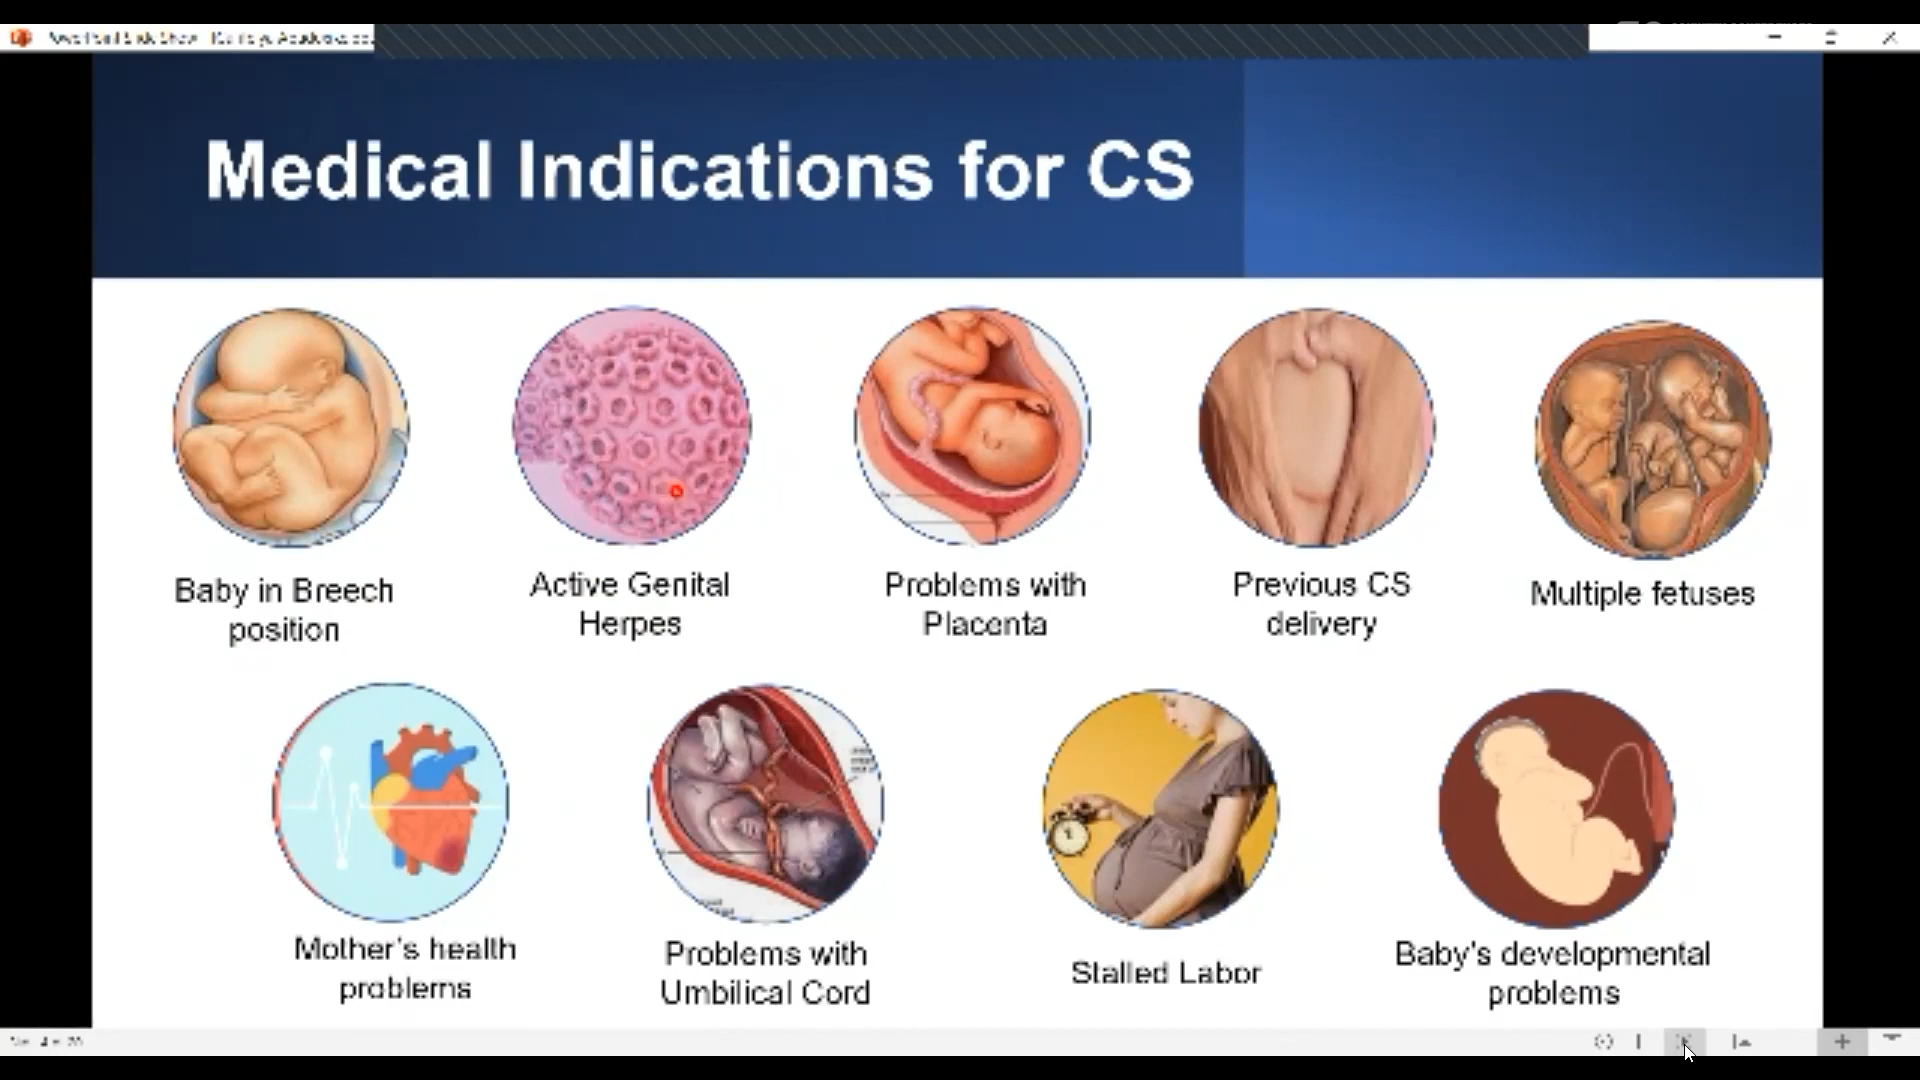 Medical Indications for CS
Baby in Breech
position
Active Genital
Herpes
Problems with
Placenta
Previous CS
delivery
Multiple fetuses
Mother's health
problems
Problems with
Umbilical Cord
Stalled Labor
Baby's developmental
problems